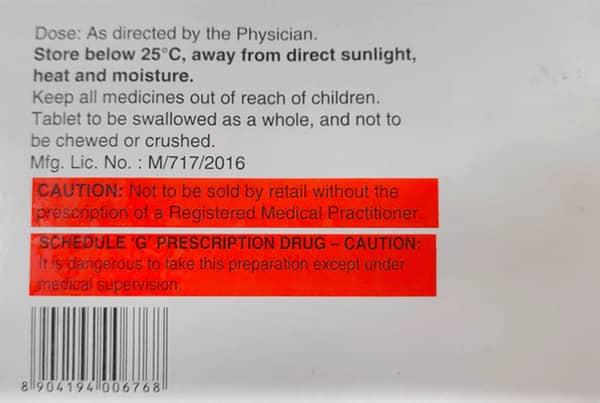 Dose: As directed by the Physician.
Store below 25°C, away from direct sunlight,
heat and moisture.
Keep all medicines out of reach of children.
Tablet to be swallowed as a whole, and not to
be chewed or crushed.
Mfg. Lic. No. : M/717/2016
CAUTION: Not to be sold by retail without the
prescription of a Registered Medical Practitioner.
SCHEDULE 'G' PRESCRIPTION DRUG – CAUTION:
It is dangerous to take this preparation except under
medical supervision.
8 904194 006768